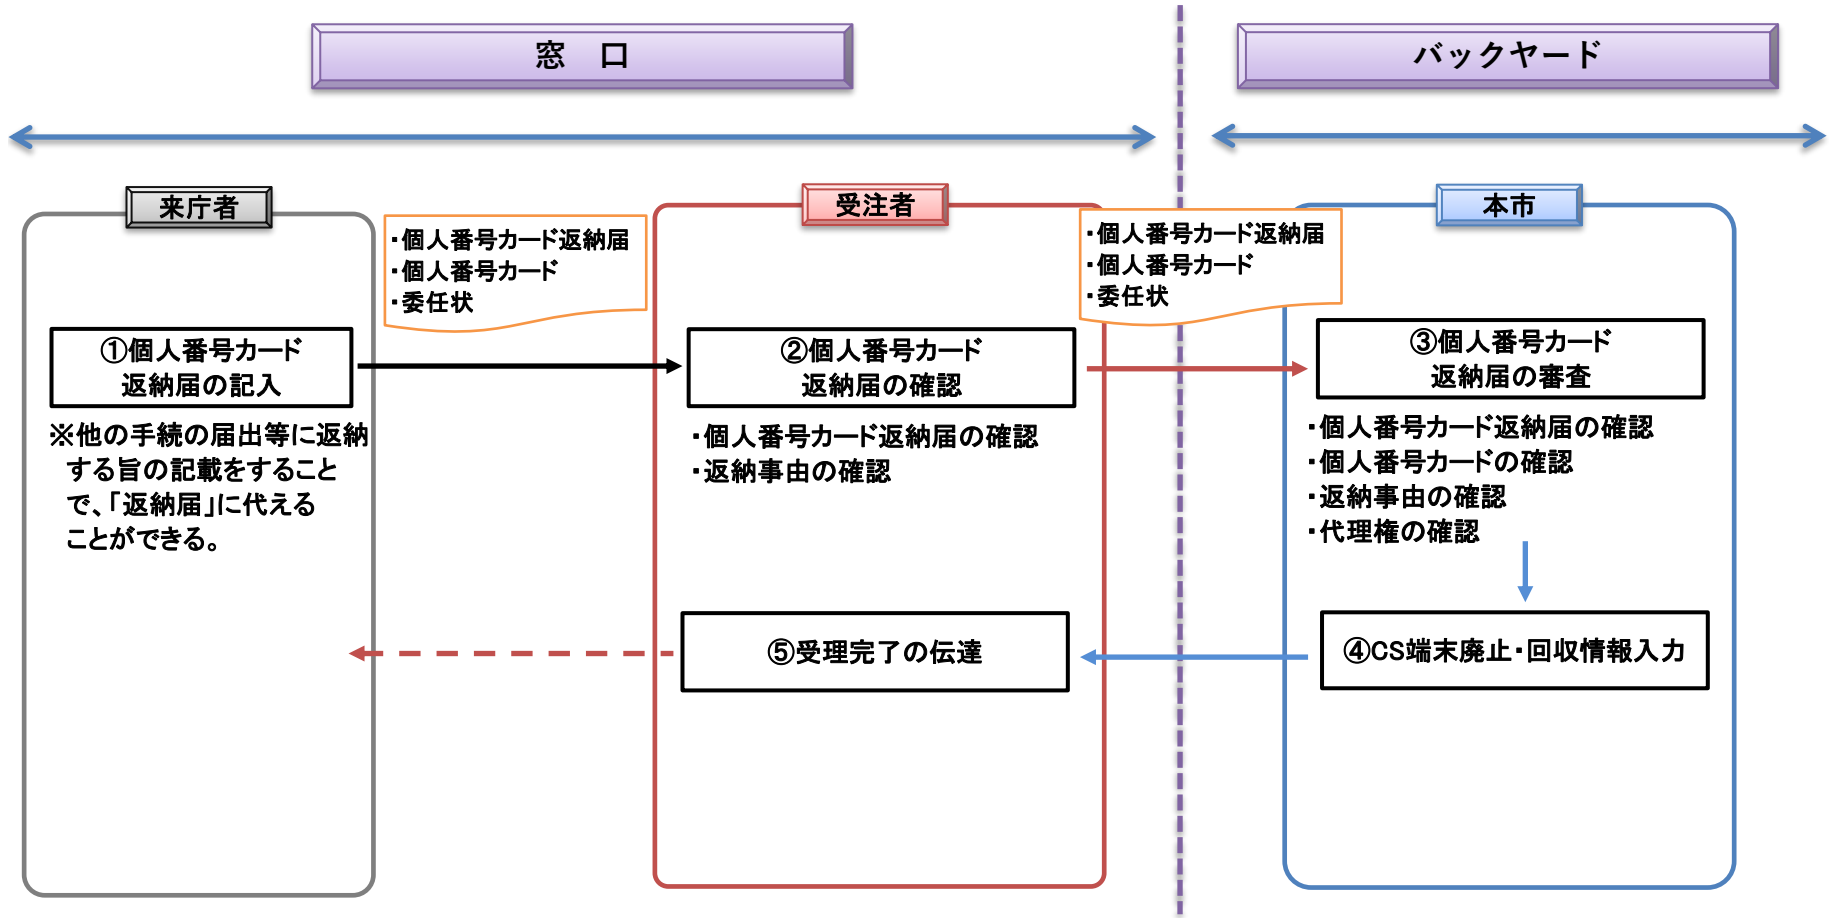 窓　口
バックヤード
来庁者
受注者
本市
・個人番号カード返納届
・個人番号カード
・委任状
・個人番号カード返納届
・個人番号カード
・委任状
①個人番号カード
返納届の記入
※他の手続の届出等に返納
する旨の記載をすること
で、「返納届」に代える
ことができる。
②個人番号カード
返納届の確認
・個人番号カード返納届の確認
・返納事由の確認
③個人番号カード
返納届の審査
・個人番号カード返納届の確認
・個人番号カードの確認
・返納事由の確認
・代理権の確認
④CS端末廃止・回収情報入力
⑤受理完了の伝達